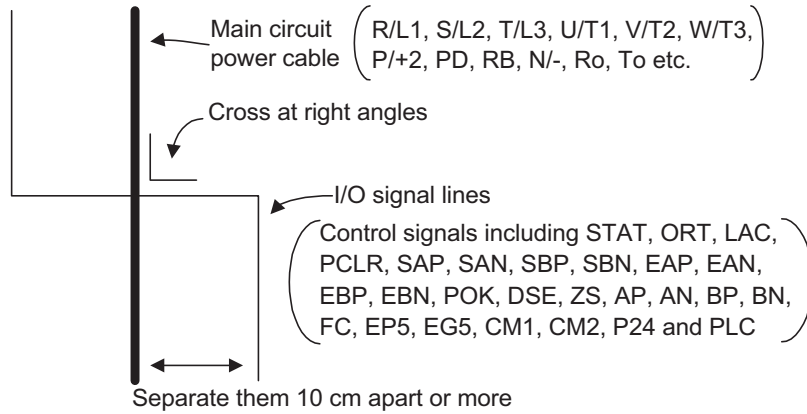 Main circuit
power cable
R/L1, S/L2, T/L3, U/T1, V/T2, W/T3,
P/+2, PD, RB, N/-, Ro, To etc.
Cross at right angles
I/O signal lines
Control signals including STAT, ORT, LAC,
PCLR, SAP, SAN, SBP, SBN, EAP, EAN,
EBP, EBN, POK, DSE, ZS, AP, AN, BP, BN,
FC, EP5, EG5, CM1, CM2, P24 and PLC
Separate them 10 cm apart or more